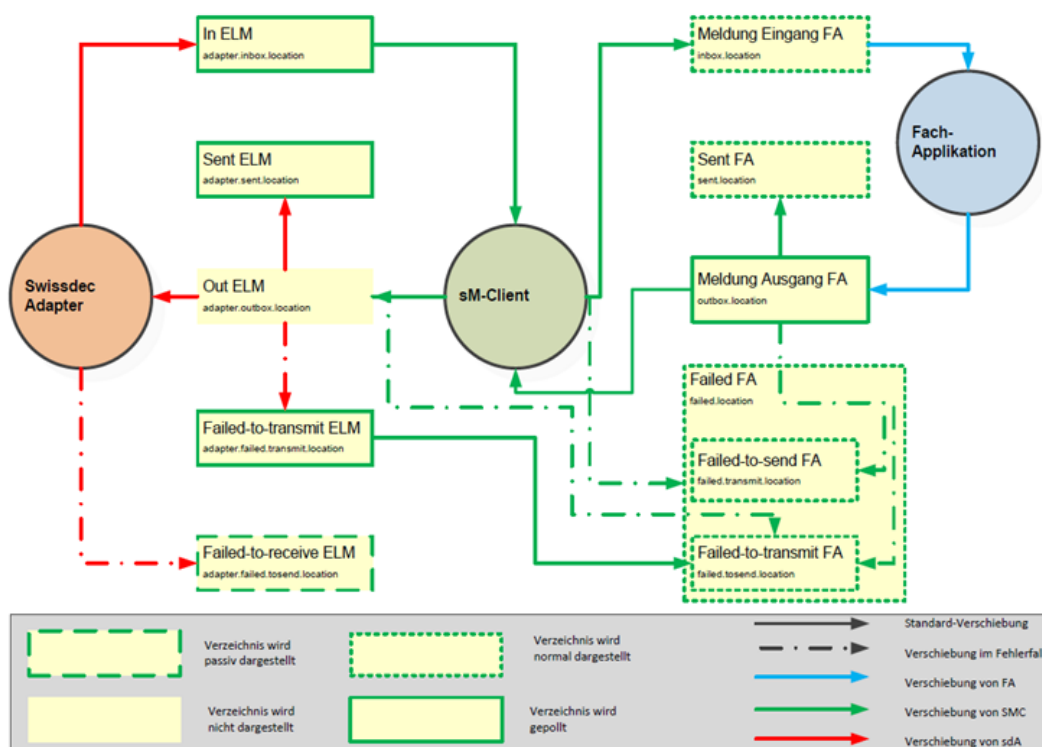 In ELM
adapter.inbox.location
Meldung Eingang FA
inbox.location
Fach-
Applikation
Sent ELM
adapter.sent.location
Sent FA
sent.location
Swissdec
Adapter
Out ELM
adapter.outbox.location
sM-Client
Meldung Ausgang FA
outbox.location
Failed FA
failed.location
Failed-to-transmit ELM
adapter.failed.transmit.location
Failed-to-send FA
failed.transmit.location
Failed-to-receive ELM
adapter.failed.tosend.location
Failed-to-transmit FA
failed.tosend.location
Verzeichnis wird
passiv dargestellt
Verzeichnis wird
normal dargestellt
Verzeichnis wird
nicht dargestellt
Verzeichnis wird
gepollt
Standard-Verschiebung
Verschiebung im Fehlerfal
Verschiebung von FA
Verschiebung von SMC
Verschiebung von sdA